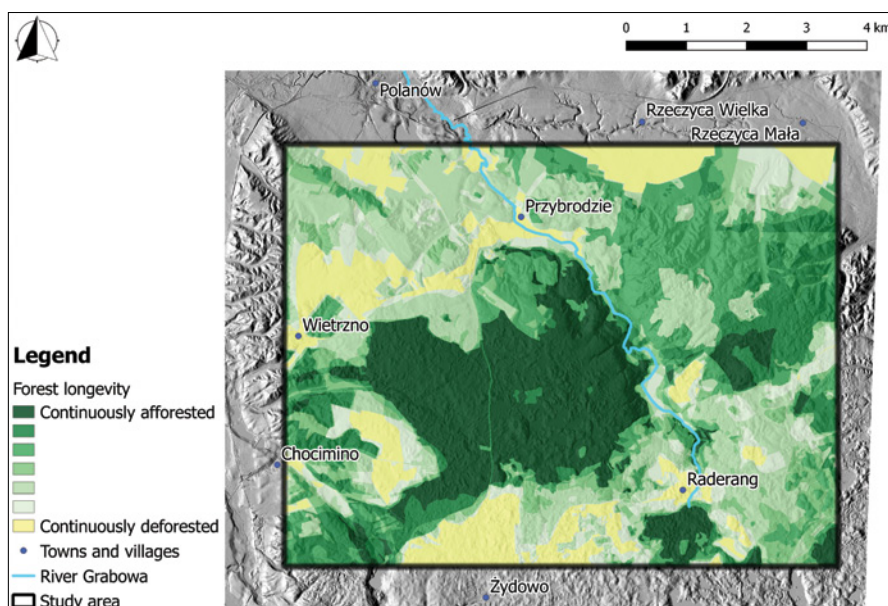 0 1 2 3 4 km
Polanów
Rzeczyca Wielka
Rzeczyca Mała
Przybrodzie
Wietrzno
Legend
Forest longevity
Continuously afforested
Chocimino
Raderang
Continuously deforested
Towns and villages
River Grabowa
Żydowo
Study area